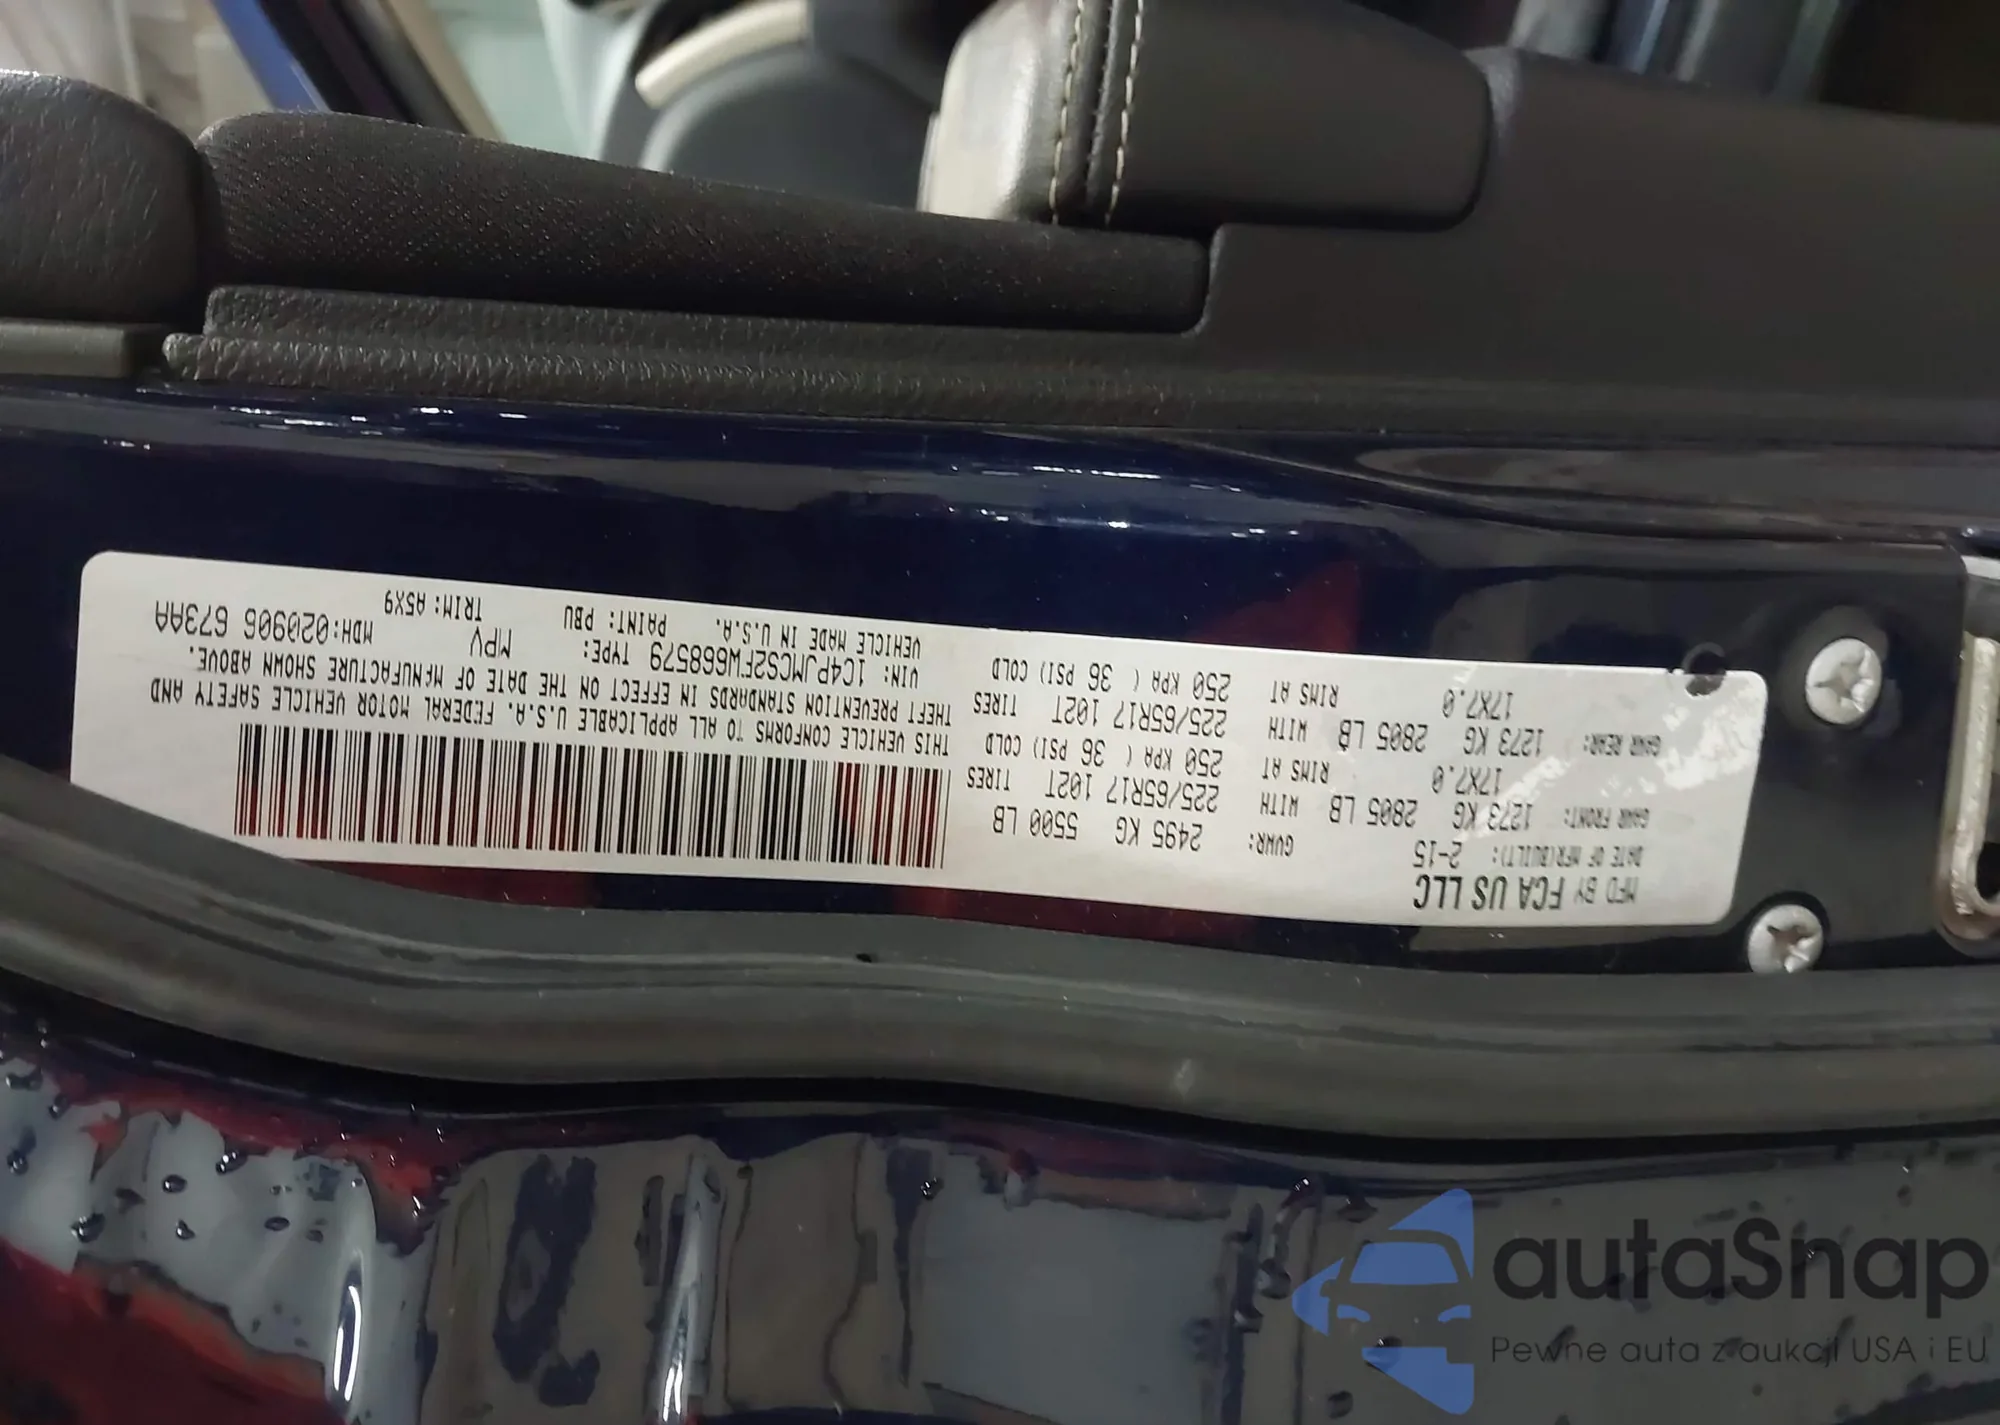 MFD BY FCA US LLC
DATE OF MFR(BUILT): 2-15 GVWR: 2495 KG 5500 LB
GAWR FRONT: 1273 KG 2805 LB WITH 225/65R17 102T TIRES
17X7.0 RIMS AT 250 KPA ( 36 PSI) COLD
GAWR REAR: 1273 KG 2805 LB WITH 225/65R17 102T TIRES
17X7.0 RIMS AT 250 KPA ( 36 PSI) COLD
THIS VEHICLE CONFORMS TO ALL APPLICABLE U.S.A. FEDERAL MOTOR VEHICLE SAFETY AND
THEFT PREVENTION STANDARDS IN EFFECT ON THE DATE OF MANUFACTURE SHOWN ABOVE.
VIN: 1C4PJMCS2FW668579 TYPE: MPV MDH:020906 673AA
VEHICLE MADE IN U.S.A. PAINT: PBU TRIM: A5X9
autaSnap
Pewne auta z aukcji USA i EU